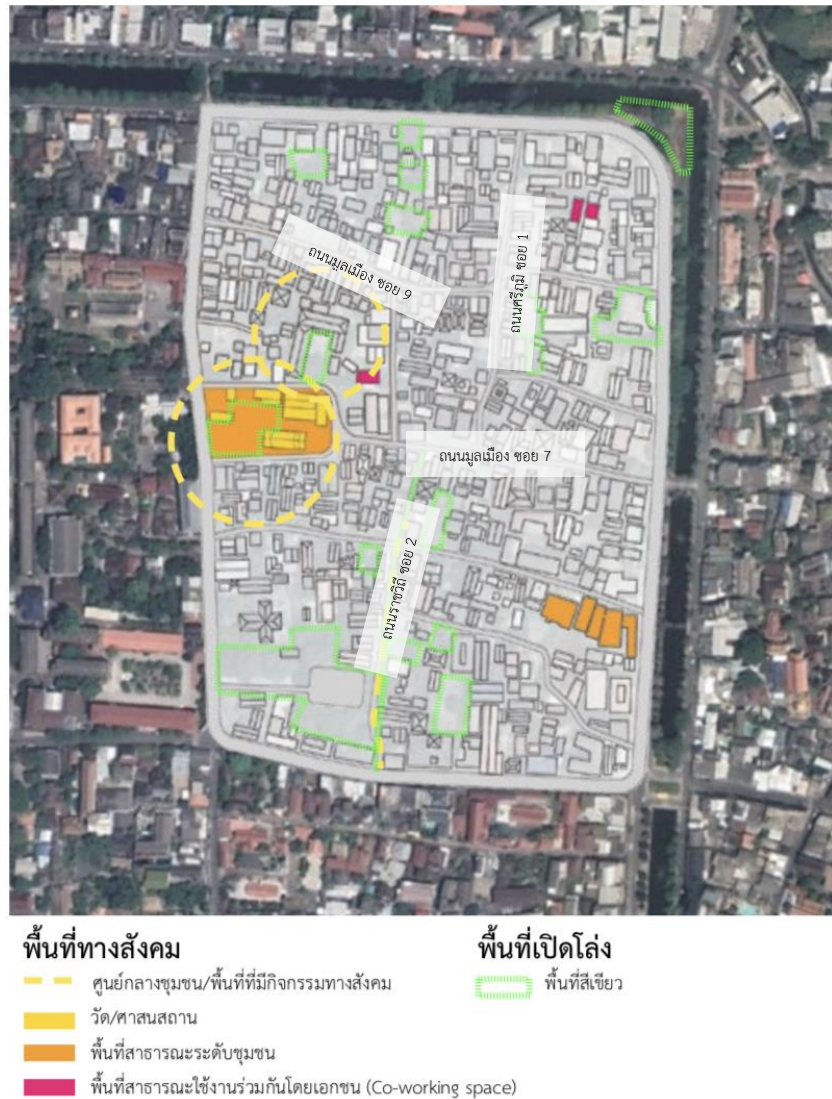 ถนนมูลเมือง ซอย 9
ถนนศรีภูมิ ซอย 1
ถนนมูลเมือง ซอย 7
ถนนราชวิถี ซอย 2
พื้นที่ทางสังคม
ศูนย์กลางชุมชน/พื้นที่ที่มีกิจกรรมทางสังคม
วัด/ศาสนสถาน
พื้นที่สาธารณะระดับชุมชน
พื้นที่สาธารณะใช้งานร่วมกันโดยเอกชน (Co-working space)
พื้นที่เปิดโล่ง
พื้นที่สีเขียว